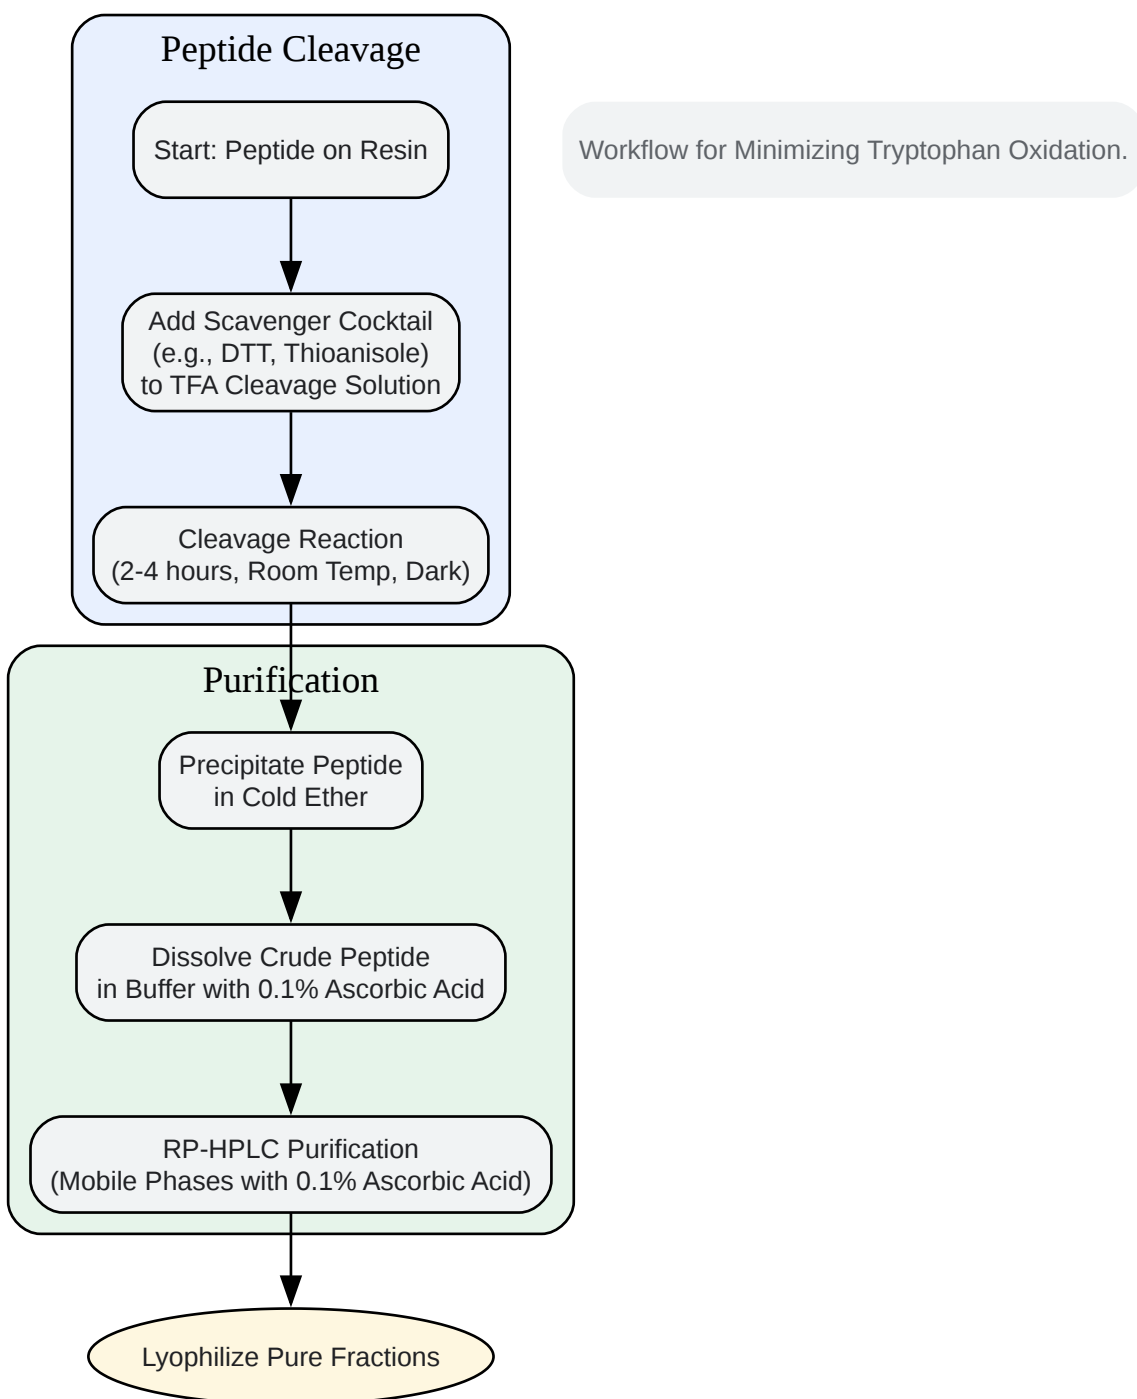 Peptide Cleavage
Start: Peptide on Resin
Workflow for Minimizing Tryptophan Oxidation.
Add Scavenger Cocktail
(e.g., DTT, Thioanisole)
to TFA Cleavage Solution
Cleavage Reaction
(2-4 hours, Room Temp, Dark)
Purification
Precipitate Peptide
in Cold Ether
Dissolve Crude Peptide
in Buffer with 0.1% Ascorbic Acid
RP-HPLC Purification
(Mobile Phases with 0.1% Ascorbic Acid)
Lyophilize Pure Fractions